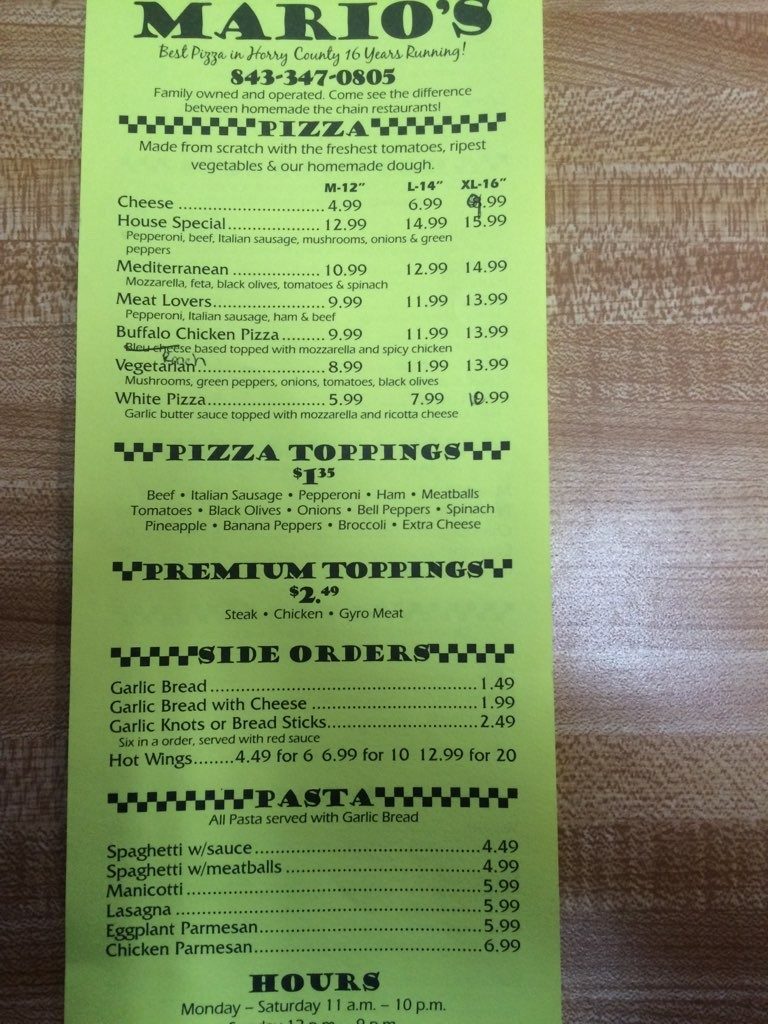 MARIO'S
Best Pizza in Horry County 16 Years Running!
843-347-0805
Family owned and operated. Come see the difference
between homemade the chain restaurants!
PIZZA
Made from scratch with the freshest tomatoes, ripest
vegetables & our homemade dough.
M-12" L-14" XL-16"
Cheese ........................... 4.99 6.99 9.99
House Special................. 12.99 14.99 15.99
Pepperoni, beef, Italian sausage, mushrooms, onions & green
peppers
Mediterranean ................ 10.99 12.99 14.99
Mozzarella, feta, black olives, tomatoes & spinach
Meat Lovers.................... 9.99 11.99 13.99
Pepperoni, Italian sausage, ham & beef
Buffalo Chicken Pizza ....... 9.99 11.99 13.99
Bleu cheese based topped with mozzarella and spicy chicken
Ranch
Vegetarian...................... 8.99 11.99 13.99
Mushrooms, green peppers, onions, tomatoes, black olives
White Pizza..................... 5.99 7.99 10.99
Garlic butter sauce topped with mozzarella and ricotta cheese
PIZZA TOPPINGS
$1.35
Beef • Italian Sausage • Pepperoni • Ham • Meatballs
Tomatoes • Black Olives • Onions • Bell Peppers • Spinach
Pineapple • Banana Peppers • Broccoli • Extra Cheese
PREMIUM TOPPINGS
$2.49
Steak • Chicken • Gyro Meat
SIDE ORDERS
Garlic Bread ................................................ 1.49
Garlic Bread with Cheese .............................. 1.99
Garlic Knots or Bread Sticks........................... 2.49
Six in a order, served with red sauce
Hot Wings........4.49 for 6 6.99 for 10 12.99 for 20
PASTA
All Pasta served with Garlic Bread
Spaghetti w/sauce ........................................ 4.49
Spaghetti w/meatballs ................................... 4.99
Manicotti ..................................................... 5.99
Lasagna ....................................................... 5.99
Eggplant Parmesan........................................ 5.99
Chicken Parmesan......................................... 6.99
HOURS
Monday – Saturday 11 a.m. – 10 p.m.